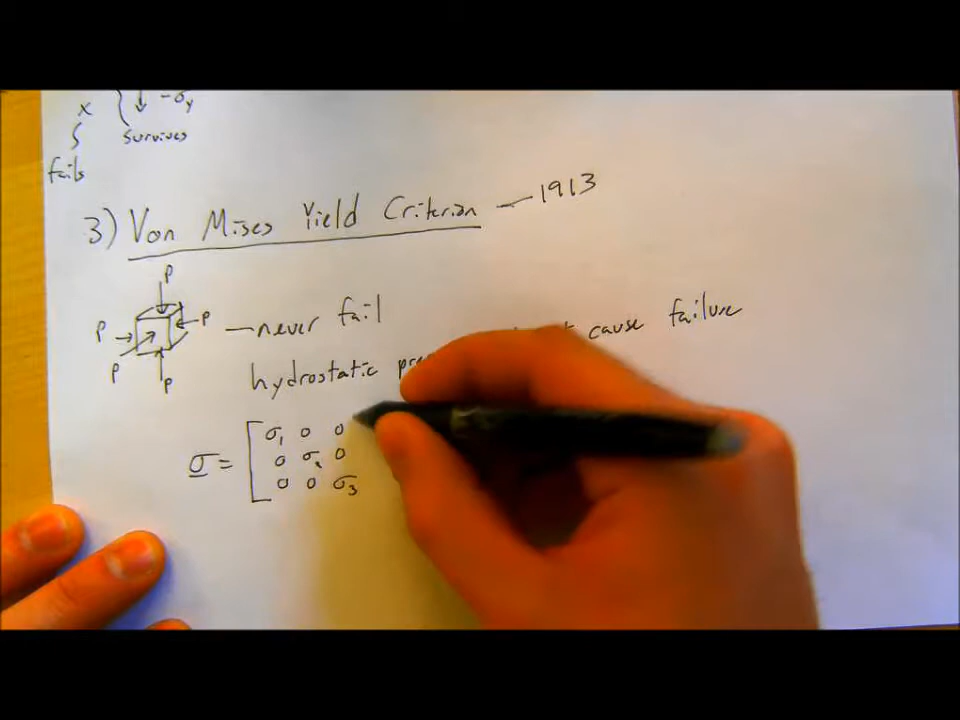 x { ↓ -σy
survives
fails
3) Von Mises Yield Criterion — 1913
P
P → ← P — never fail
P P
hydrostatic cause failure
σ = [ σ1 0 0
0 σ2 0
0 0 σ3